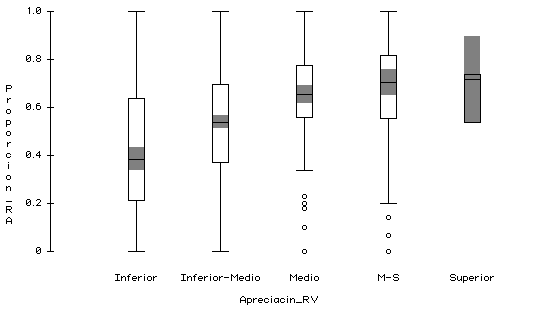 1.0
0.8
0.6
0.4
0.2
0
Proporcion_RA
Inferior
Inferior-Medio
Medio
M-S
Superior
Apreciacin_RV